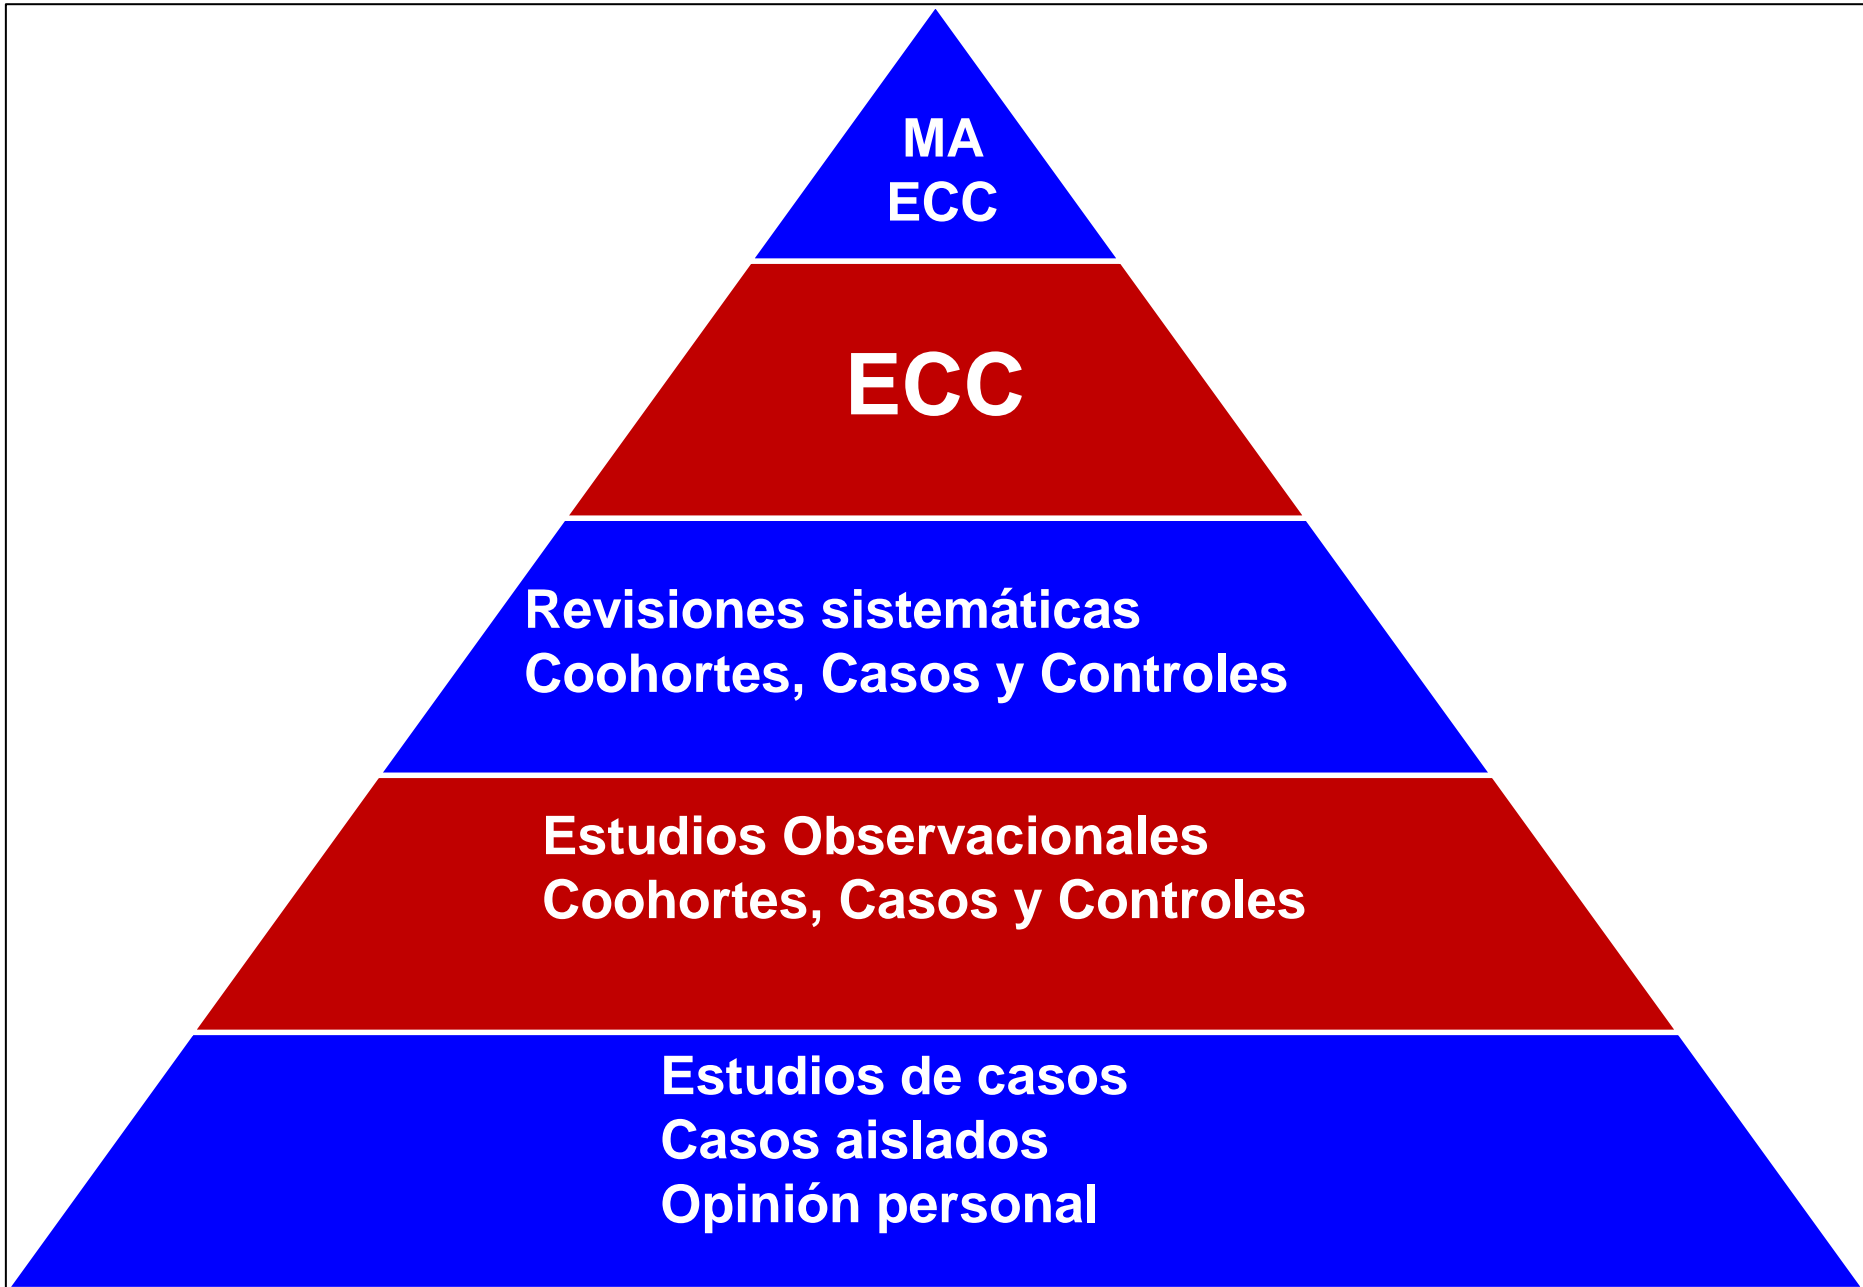 MA
ECC
ECC
Revisiones sistemáticas
Coohortes, Casos y Controles
Estudios Observacionales
Coohortes, Casos y Controles
Estudios de casos
Casos aislados
Opinión personal